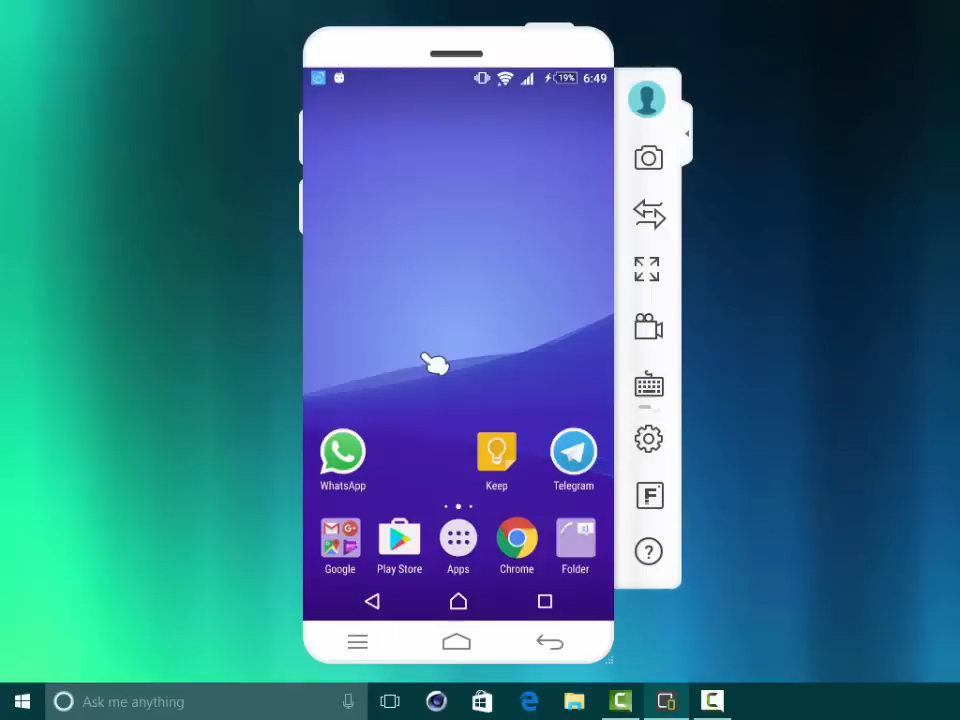 19% 6:49
WhatsApp
Keep
Telegram
Google
Play Store
Apps
Chrome
Folder
F
?
Ask me anything